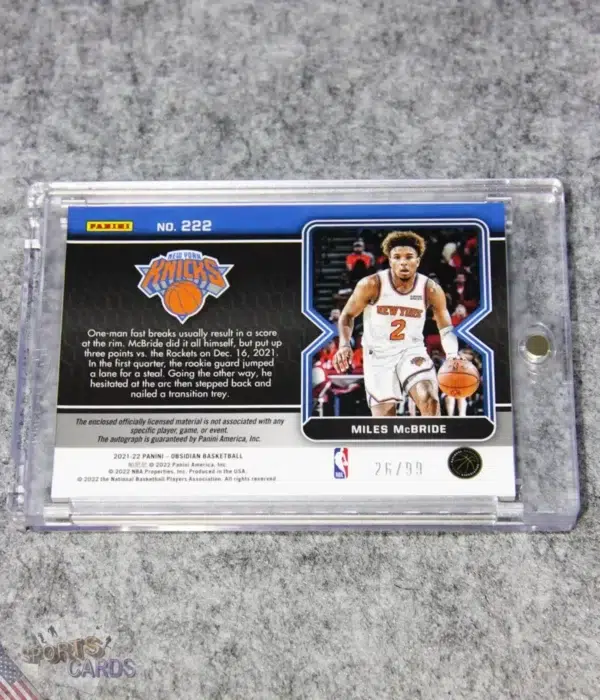 PANINI NO. 222
NEW YORK
KNICKS
One-man fast breaks usually result in a score
at the rim. McBride did it all himself, but put up
three points vs. the Rockets on Dec. 16, 2021.
In the first quarter, the rookie guard jumped
a lane for a steal. Going the other way, he
hesitated at the arc then stepped back and
nailed a transition trey.
NEW YORK
2
MILES McBRIDE
The enclosed officially licensed material is not associated with any
specific player, game, or event.
The autograph is guaranteed by Panini America, Inc.
2021-22 PANINI – OBSIDIAN BASKETBALL
© 2022 Panini America, Inc.
©2022 NBA Properties, Inc. Produced in the USA.
© 2022 the National Basketball Players Association. All rights reserved
26/99
SPORTS
CARDS